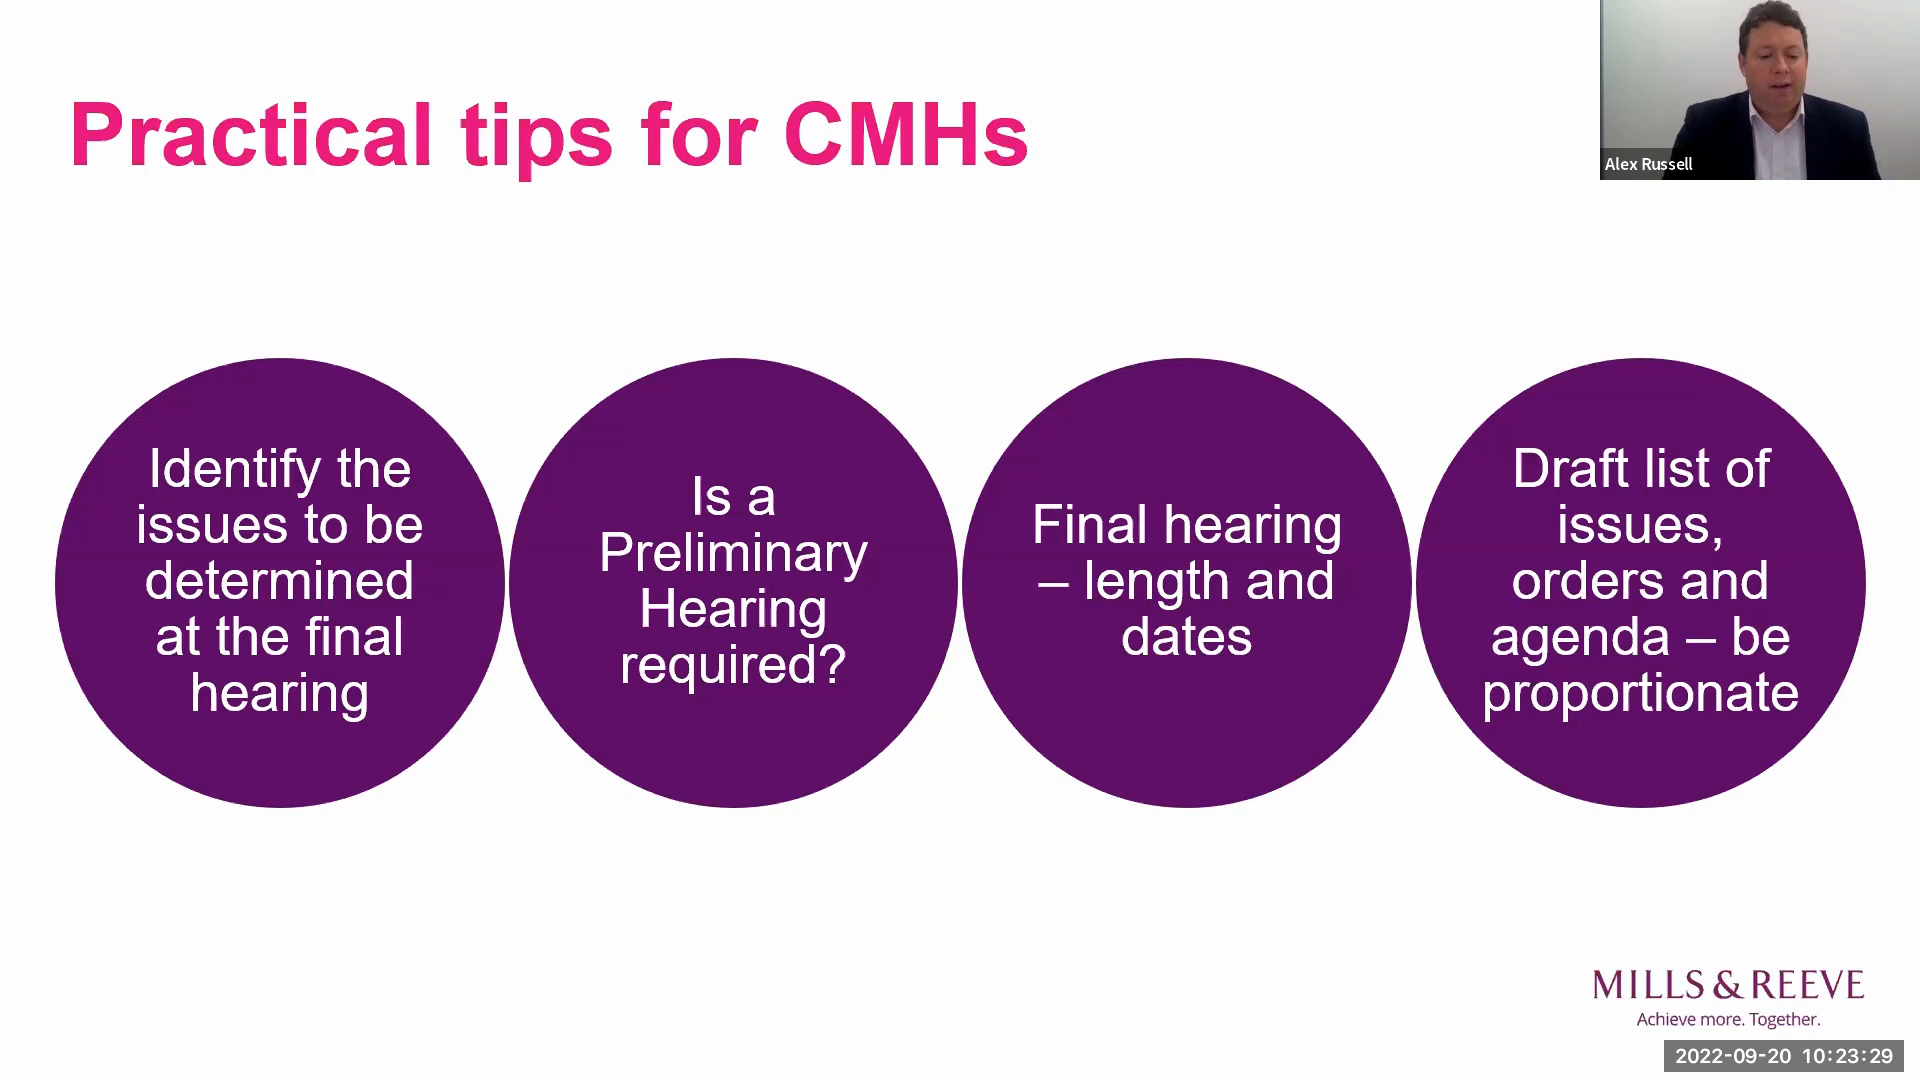 Practical tips for CMHs
Alex Russell
Identify the
issues to be
determined
at the final
hearing
Is a
Preliminary
Hearing
required?
Final hearing
– length and
dates
Draft list of
issues,
orders and
agenda – be
proportionate
MILLS & REEVE
Achieve more. Together.
2022-09-20 10:23:29